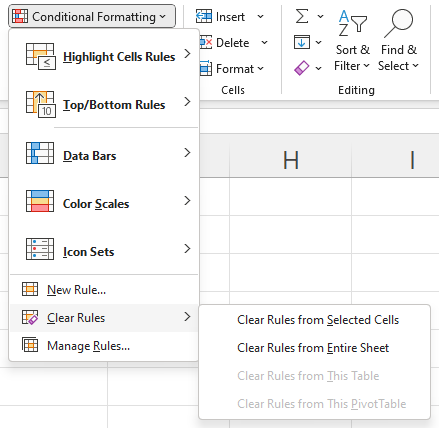 Conditional Formatting
Insert
Delete
Format
Cells
Sort &
Filter
Find &
Select
Editing
≤
Highlight Cells Rules
10
Top/Bottom Rules
Data Bars
Color Scales
Icon Sets
New Rule...
Clear Rules
Manage Rules...
H
I
Clear Rules from Selected Cells
Clear Rules from Entire Sheet
Clear Rules from This Table
Clear Rules from This PivotTable